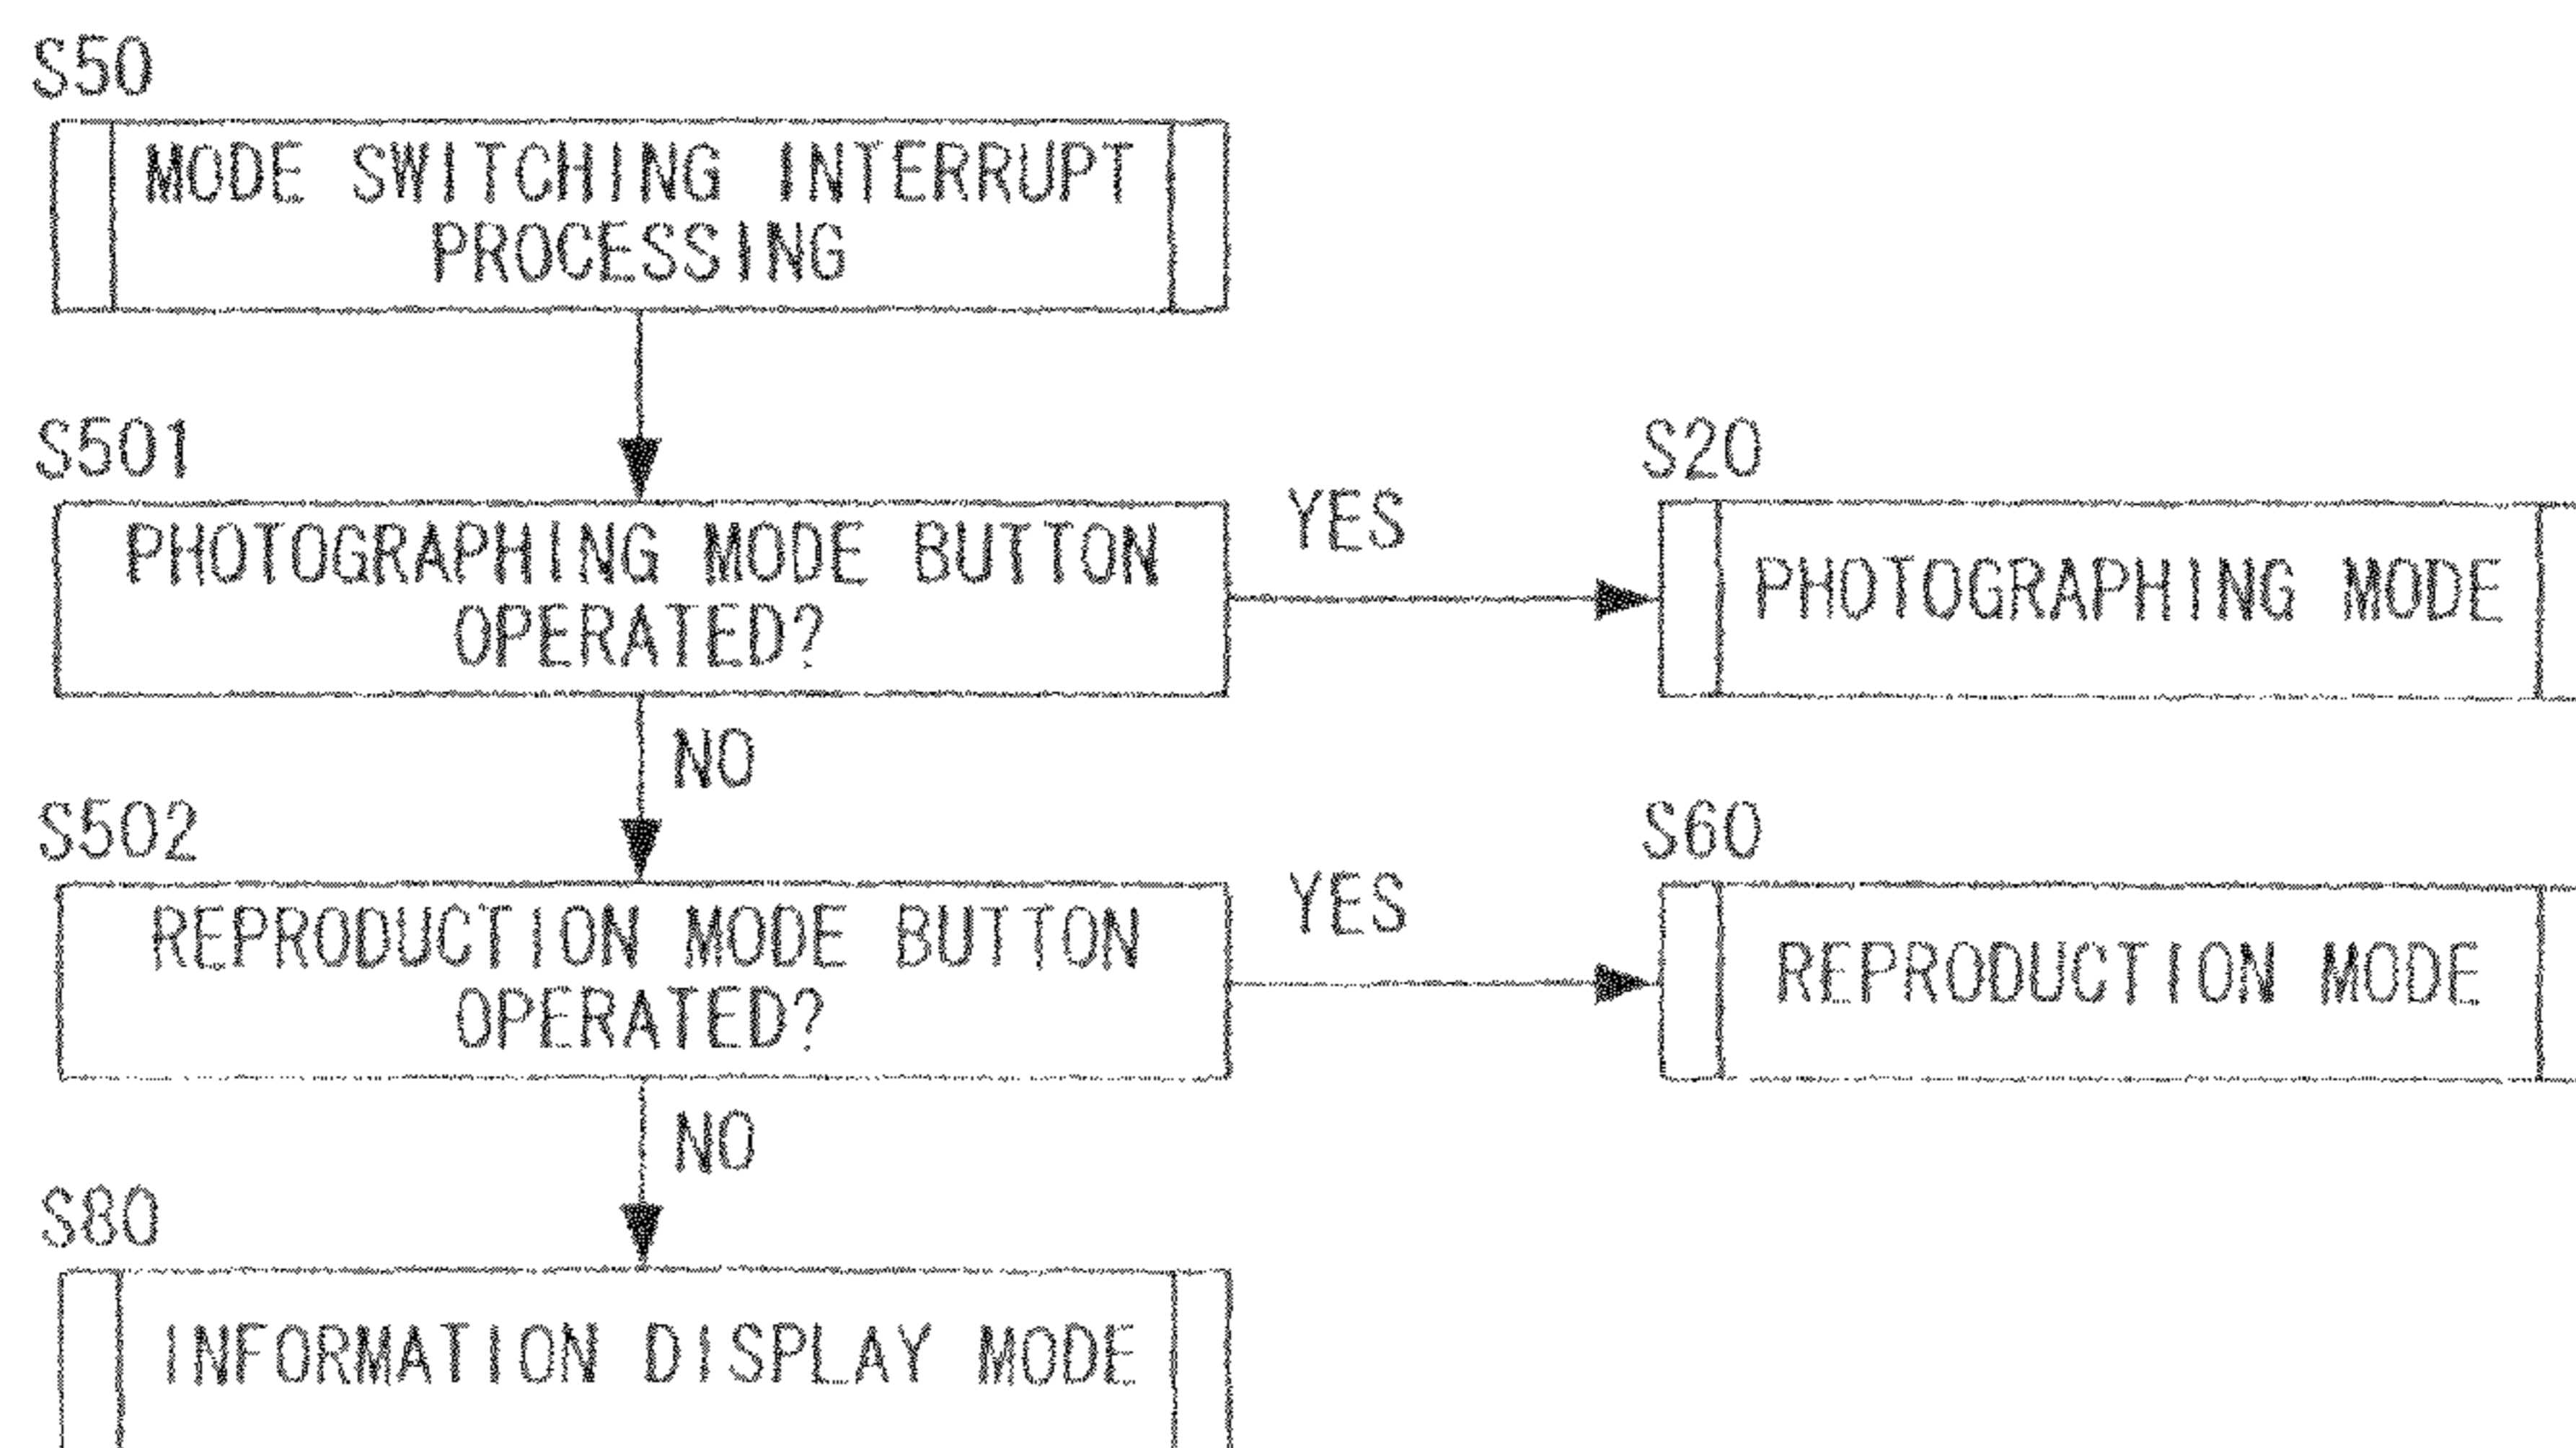 S50
MODE SWITCHING INTERRUPT
PROCESSING
S501
PHOTOGRAPHING MODE BUTTON
OPERATED?
YES
S20
PHOTOGRAPHING MODE
NO
S502
REPRODUCTION MODE BUTTON
OPERATED?
YES
S60
REPRODUCTION MODE
NO
S80
INFORMATION DISPLAY MODE